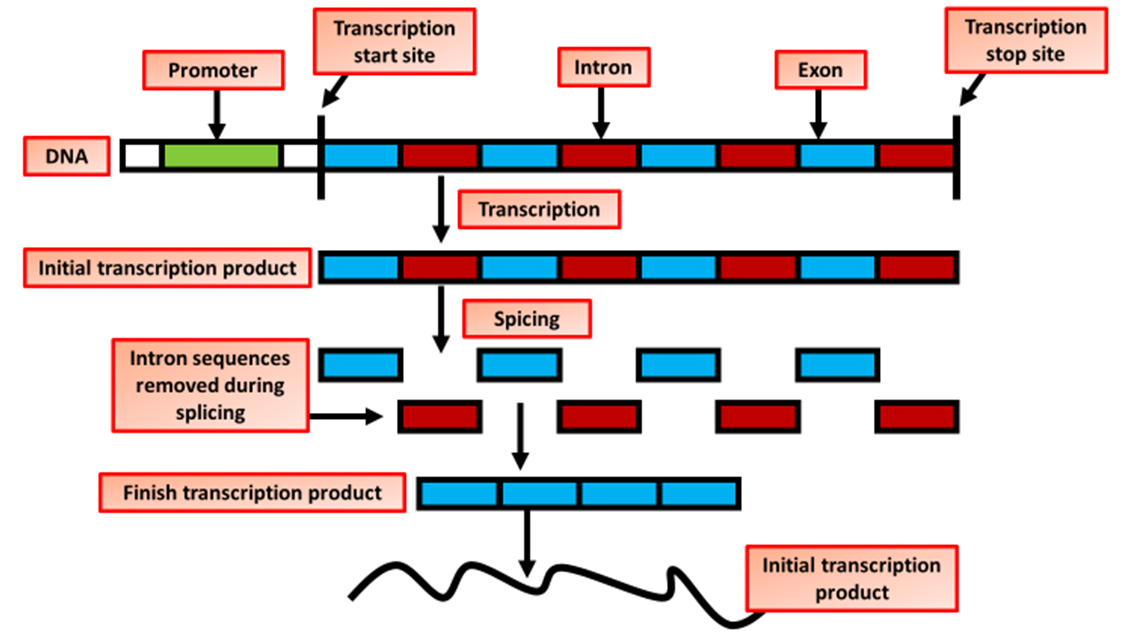 Transcription
start site
Transcription
stop site
Promoter
Intron
Exon
DNA
Transcription
Initial transcription product
Spicing
Intron sequences
removed during
splicing
Finish transcription product
Initial transcription
product